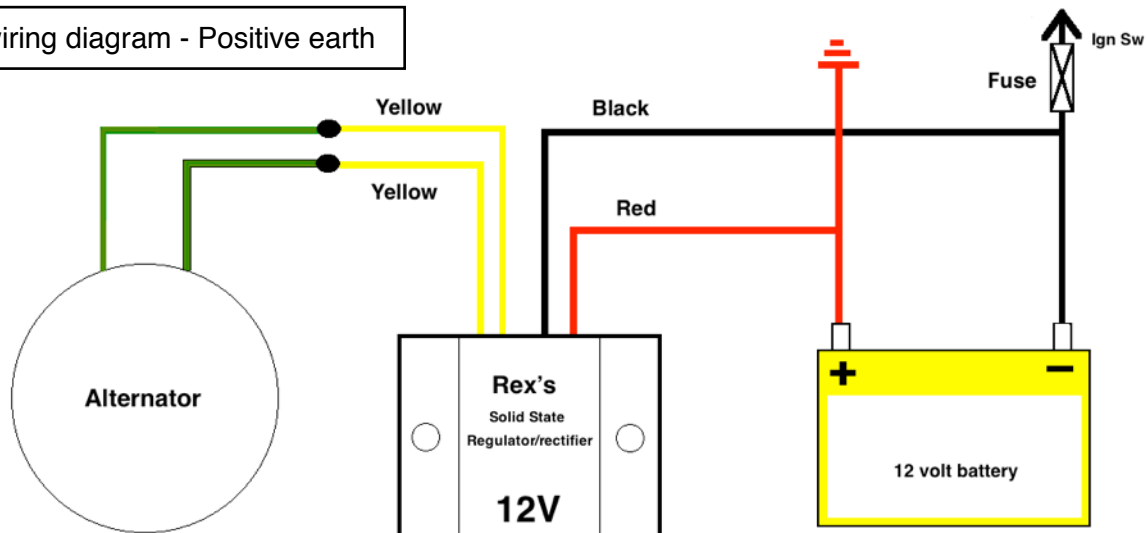 wiring diagram - Positive earth
Ign Sw
Fuse
Yellow
Black
Yellow
Red
Alternator
Rex's
Solid State
Regulator/rectifier
12V
+
−
12 volt battery